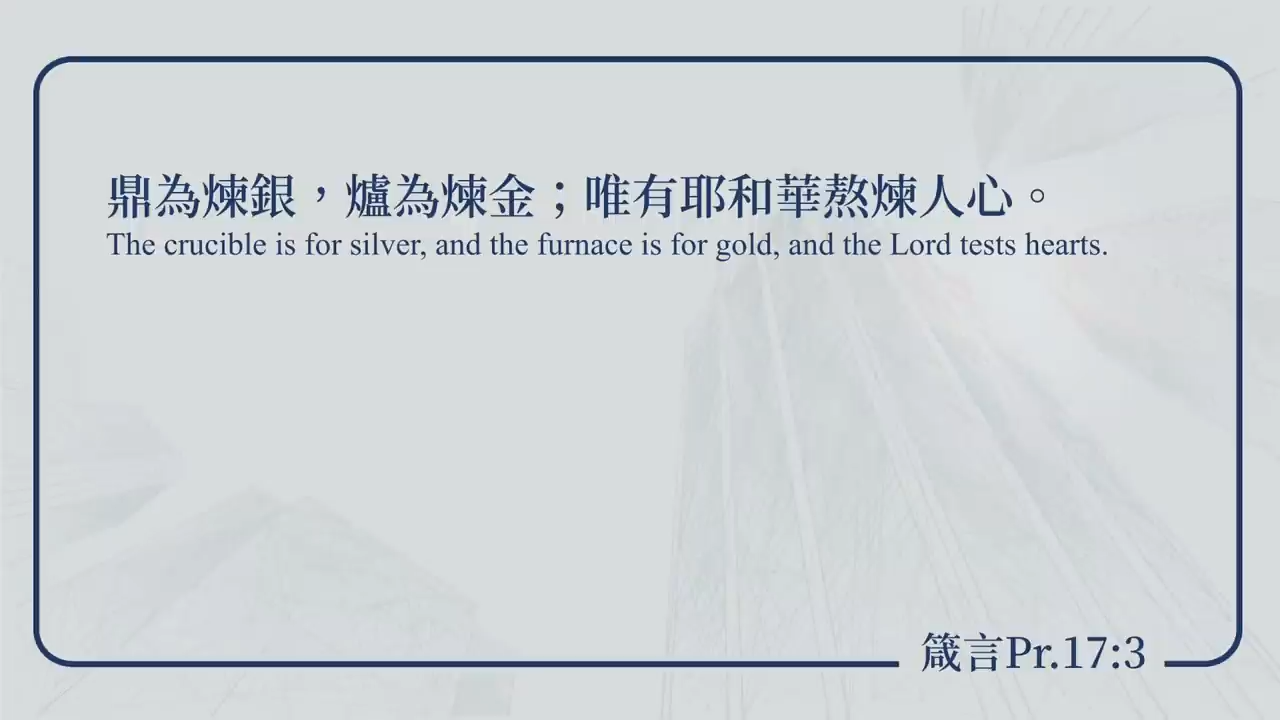 鼎為煉銀，爐為煉金；唯有耶和華熬煉人心。
The crucible is for silver, and the furnace is for gold, and the Lord tests hearts.
箴言Pr.17:3